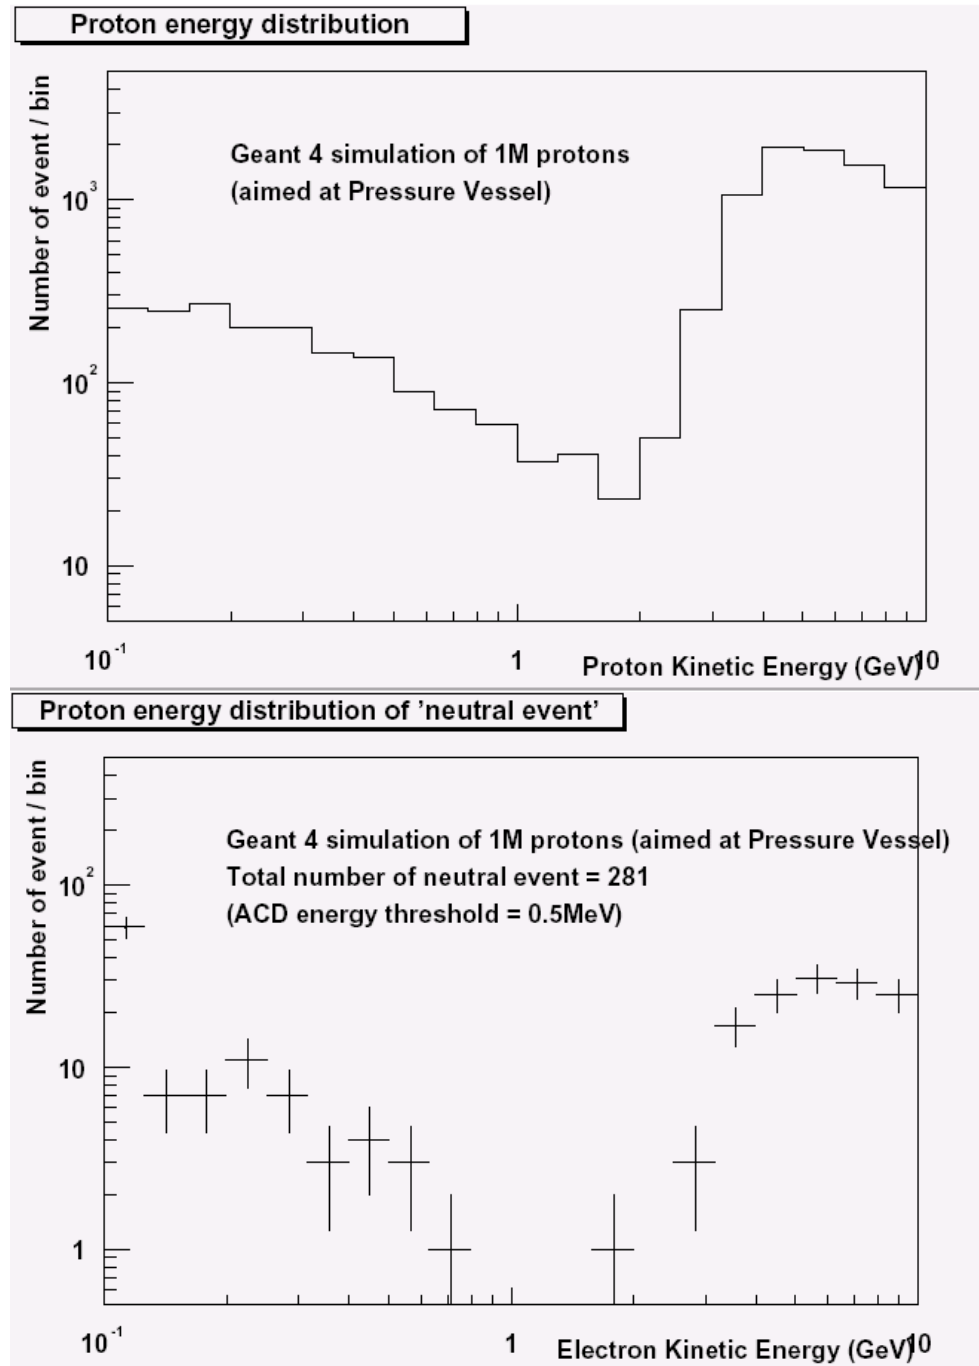 Proton energy distribution
Number of event / bin
Geant 4 simulation of 1M protons
(aimed at Pressure Vessel)
10³
10²
10
10⁻¹
1
Proton Kinetic Energy (GeV)
10
Proton energy distribution of ’neutral event’
Number of event / bin
Geant 4 simulation of 1M protons (aimed at Pressure Vessel)
Total number of neutral event = 281
(ACD energy threshold = 0.5MeV)
10²
10
1
10⁻¹
1
Electron Kinetic Energy (GeV)
10